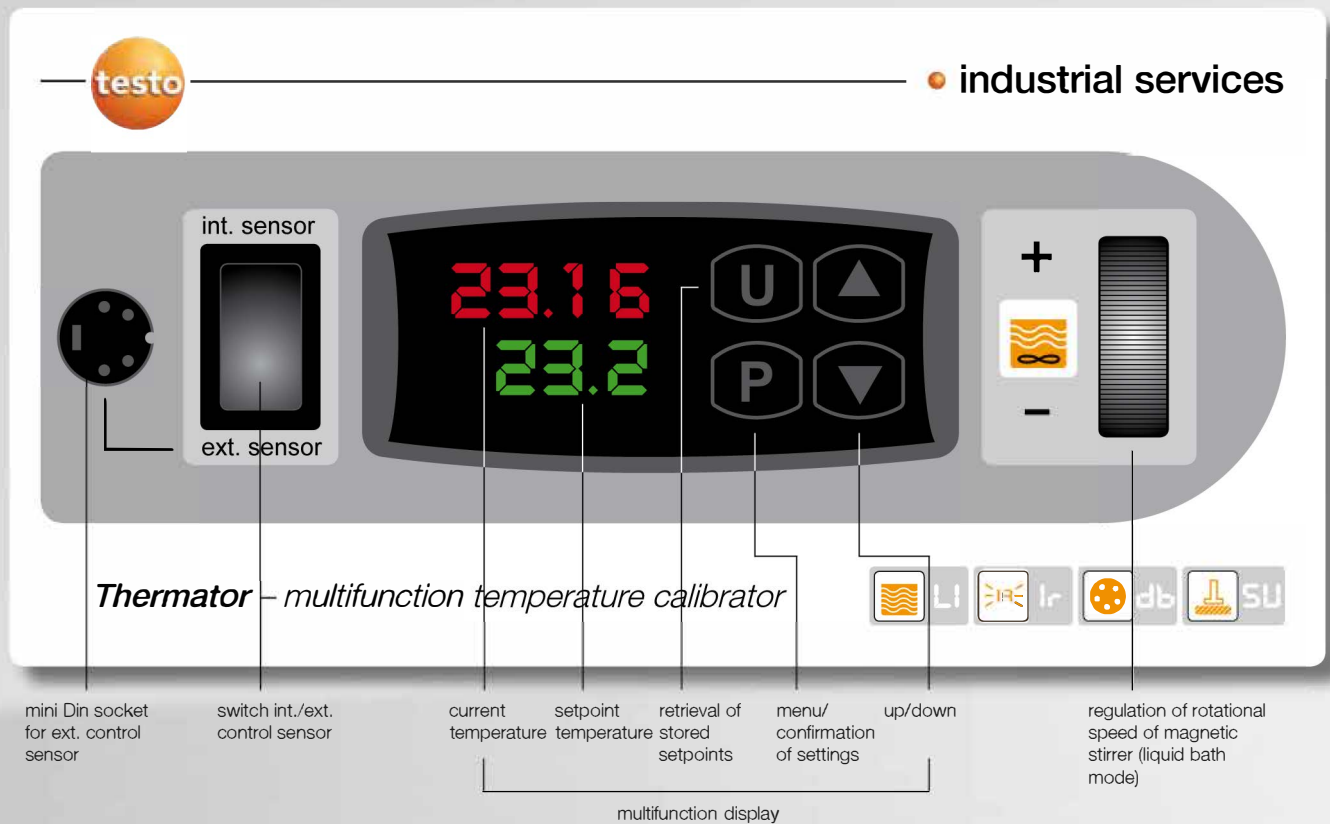 testo
industrial services
int. sensor
ext. sensor
23.16
23.2
U
P
+
−
Thermator – multifunction temperature calibrator
LI
IR
Ir
db
SU
mini Din socket
for ext. control
sensor
switch int./ext.
control sensor
current
temperature
setpoint
temperature
retrieval of
stored
setpoints
menu/
confirmation
of settings
up/down
regulation of rotational
speed of magnetic
stirrer (liquid bath
mode)
multifunction display